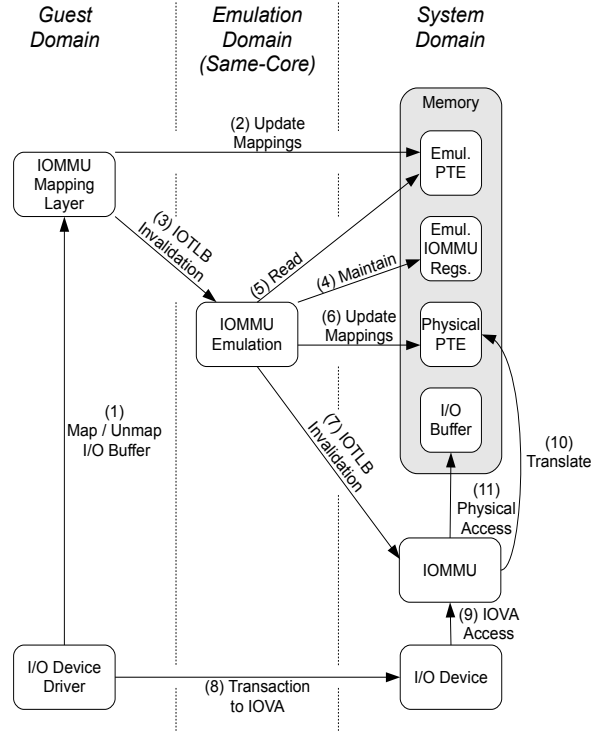 Guest
Domain
Emulation
Domain
(Same-Core)
System
Domain
Memory
(2) Update
Mappings
IOMMU
Mapping
Layer
Emul.
PTE
(3) IOTLB
Invalidation
(5) Read
(4) Maintain
Emul.
IOMMU
Regs.
IOMMU
Emulation
(6) Update
Mappings
Physical
PTE
(1)
Map / Unmap
I/O Buffer
(7) IOTLB
Invalidation
I/O
Buffer
(10)
Translate
(11)
Physical
Access
IOMMU
(9) IOVA
Access
I/O Device
Driver
(8) Transaction
to IOVA
I/O Device